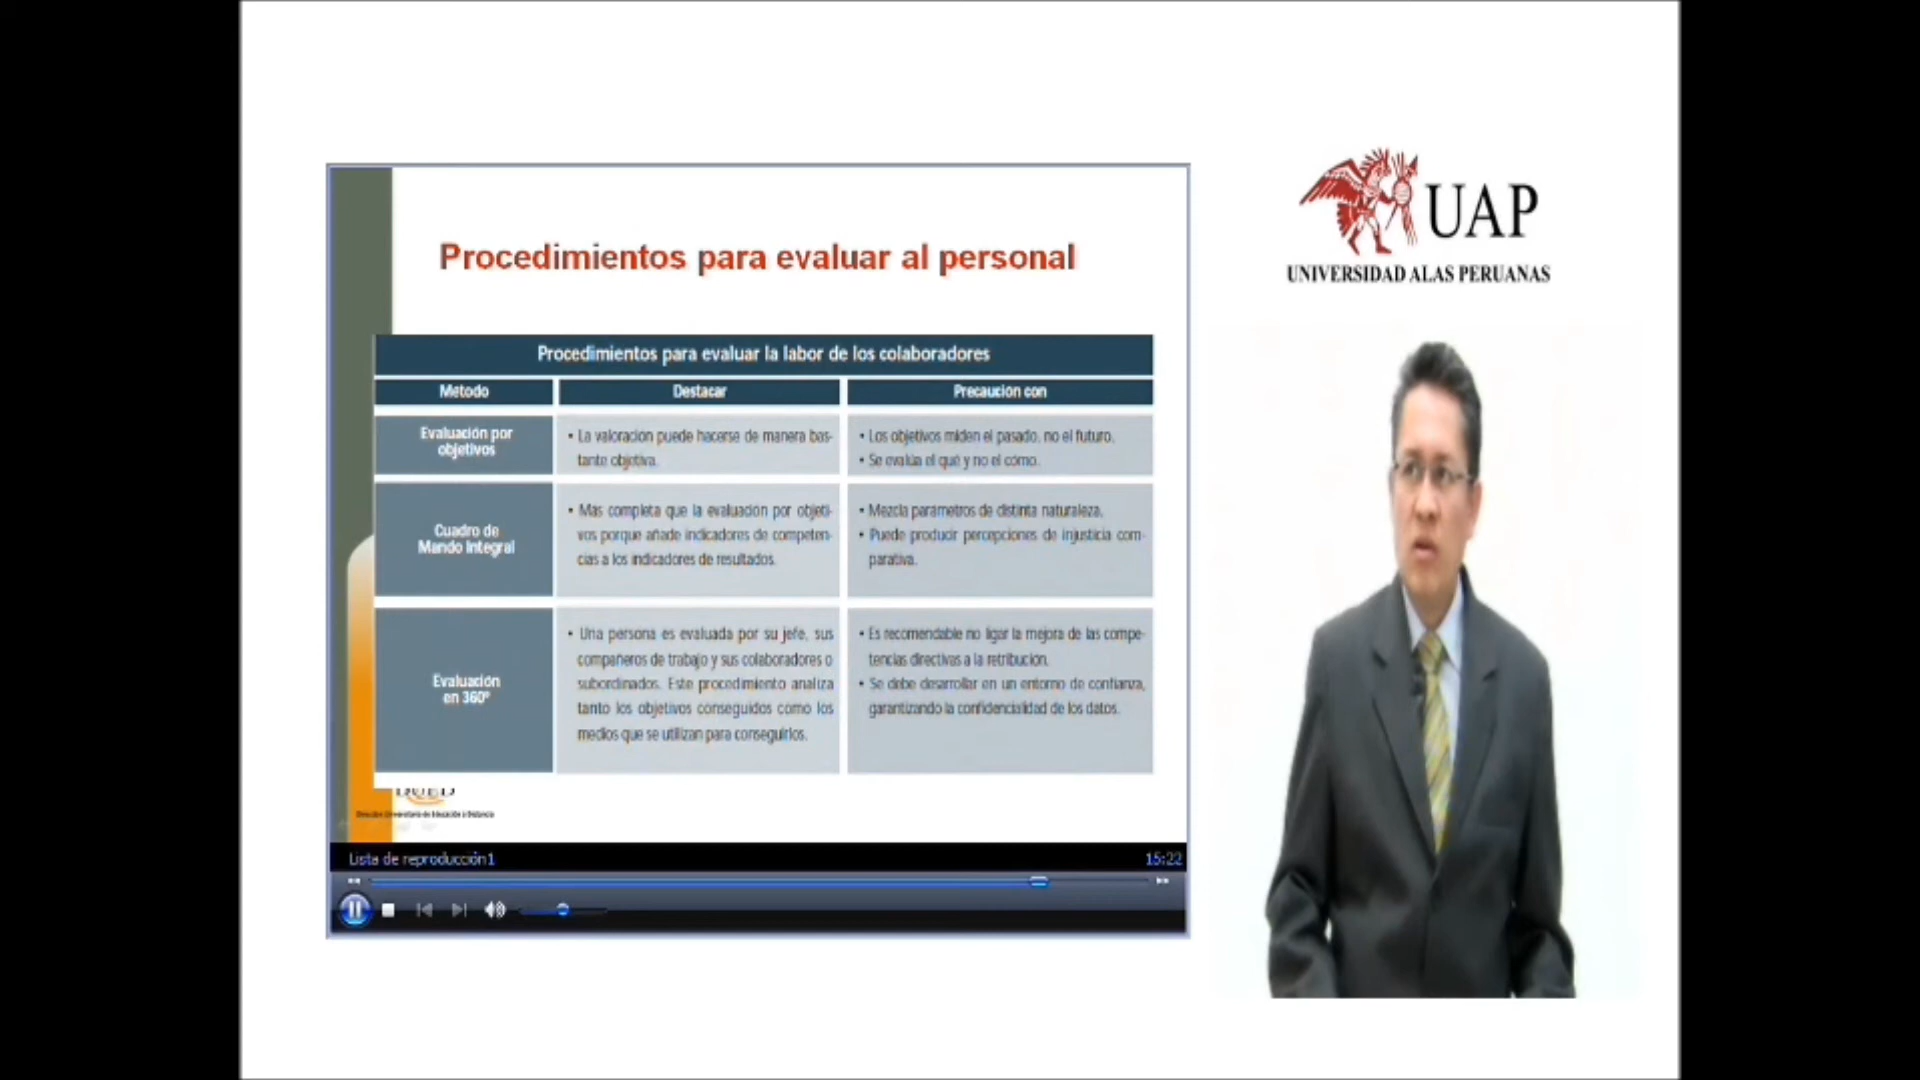 UAP
UNIVERSIDAD ALAS PERUANAS
Procedimientos para evaluar al personal
Procedimientos para evaluar la labor de los colaboradores
Metodo
Destacar
Precaucion con
Evaluación por
objetivos
• La valoración puede hacerse de manera bas-
tante objetiva.
• Los objetivos miden el pasado, no el futuro.
• Se evalúa el qué y no el cómo.
Cuadro de
Mando Integral
• Mas completa que la evaluación por objeti-
vos porque añade indicadores de competen-
cias a los indicadores de resultados.
• Mezcla parametros de distinta naturaleza.
• Puede producir percepciones de injusticia com-
parativa.
Evaluación
en 360º
• Una persona es evaluada por su jefe, sus
compañeros de trabajo y sus colaboradores o
subordinados. Este procedimiento analiza
tanto los objetivos conseguidos como los
medios que se utilizan para conseguirlos.
• Es recomendable no ligar la mejora de las compe-
tencias directivas a la retribución.
• Se debe desarrollar en un entorno de confianza,
garantizando la confidencialidad de los datos.
Dirección Universitaria de Educación a Distancia
Lista de reproducción1
15:22